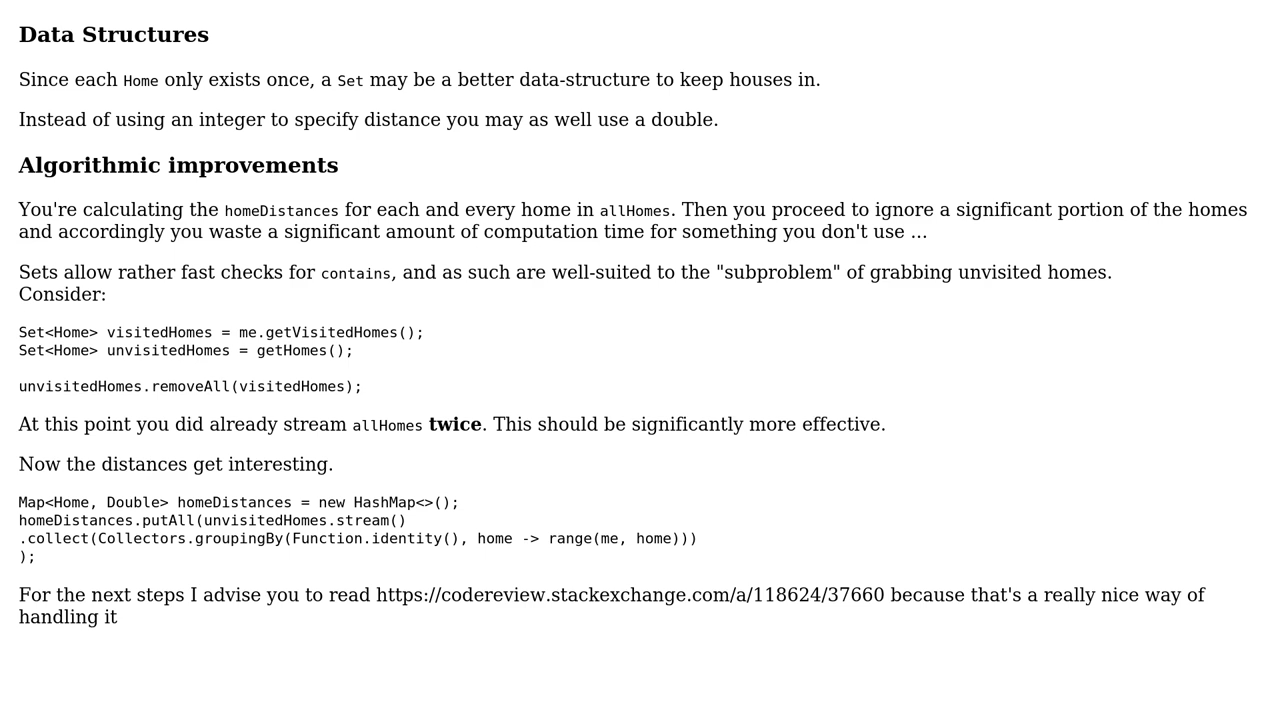 Data Structures
Since each Home only exists once, a Set may be a better data-structure to keep houses in.
Instead of using an integer to specify distance you may as well use a double.
Algorithmic improvements
You're calculating the homeDistances for each and every home in allHomes. Then you proceed to ignore a significant portion of the homes
and accordingly you waste a significant amount of computation time for something you don't use ...
Sets allow rather fast checks for contains, and as such are well-suited to the "subproblem" of grabbing unvisited homes.
Consider:
Set<Home> visitedHomes = me.getVisitedHomes();
Set<Home> unvisitedHomes = getHomes();
unvisitedHomes.removeAll(visitedHomes);
At this point you did already stream allHomes twice. This should be significantly more effective.
Now the distances get interesting.
Map<Home, Double> homeDistances = new HashMap<>();
homeDistances.putAll(unvisitedHomes.stream()
.collect(Collectors.groupingBy(Function.identity(), home -> range(me, home)))
);
For the next steps I advise you to read https://codereview.stackexchange.com/a/118624/37660 because that's a really nice way of
handling it